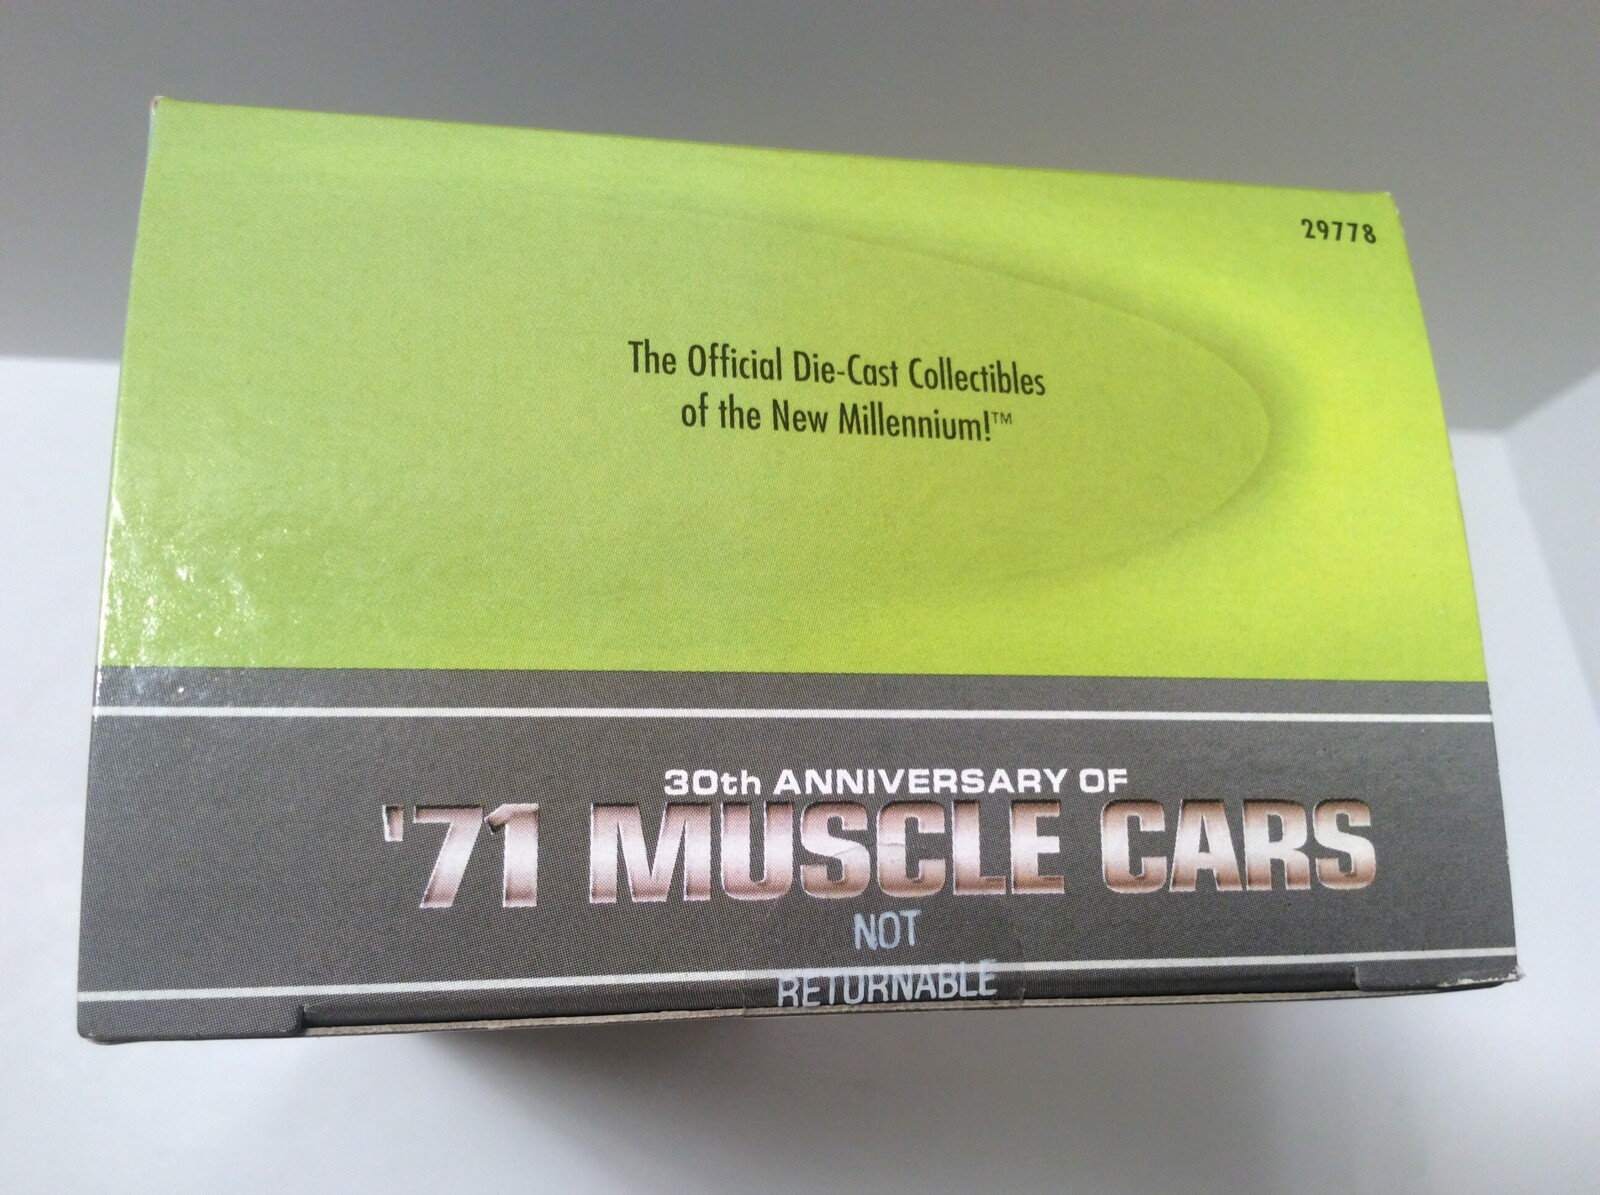 29778
The Official Die-Cast Collectibles
of the New Millennium!™
30th ANNIVERSARY OF
'71 MUSCLE CARS
NOT
RETURNABLE